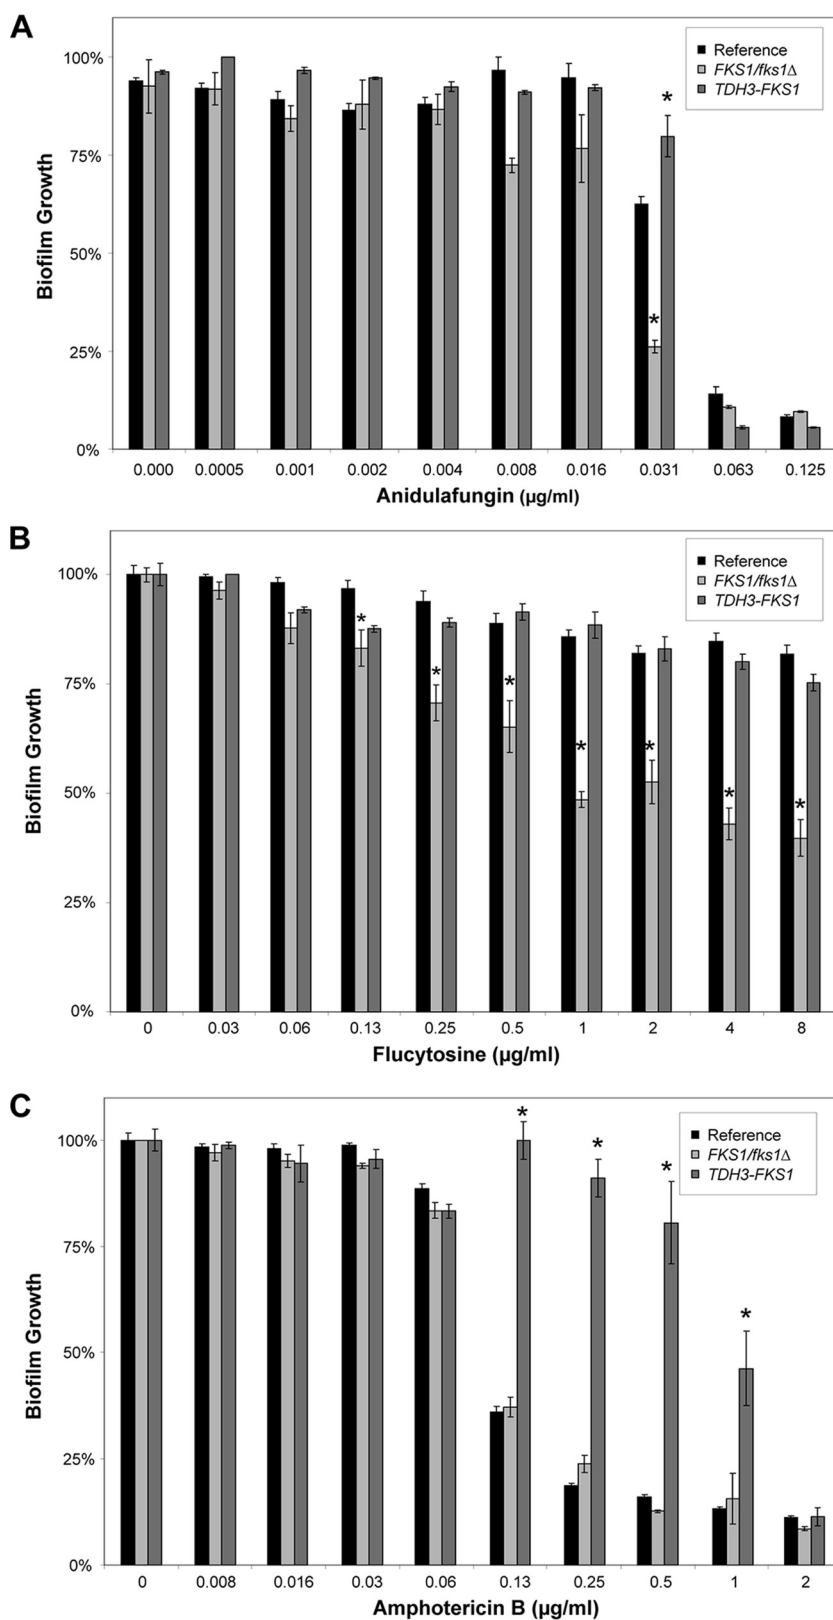 A
Reference
FKS1/fks1Δ
TDH3-FKS1
100%
75%
50%
25%
0%
Biofilm Growth
* *
0.000 0.0005 0.001 0.002 0.004 0.008 0.016 0.031 0.063 0.125
Anidulafungin (µg/ml)
B
Reference
FKS1/fks1Δ
TDH3-FKS1
100%
75%
50%
25%
0%
Biofilm Growth
* * * * * * *
0 0.03 0.06 0.13 0.25 0.5 1 2 4 8
Flucytosine (µg/ml)
C
Reference
FKS1/fks1Δ
TDH3-FKS1
100%
75%
50%
25%
0%
Biofilm Growth
* * * *
0 0.008 0.016 0.03 0.06 0.13 0.25 0.5 1 2
Amphotericin B (µg/ml)